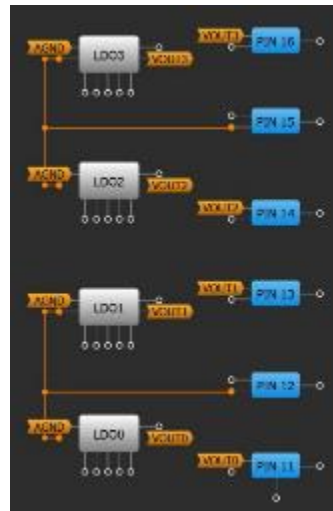 AGND LDO3 VOUT3 VOUT3 PIN 16
PIN 15
AGND LDO2 VOUT2 VOUT2 PIN 14
AGND LDO1 VOUT1 VOUT1 PIN 13
PIN 12
AGND LDO0 VOUT0 VOUT0 PIN 11